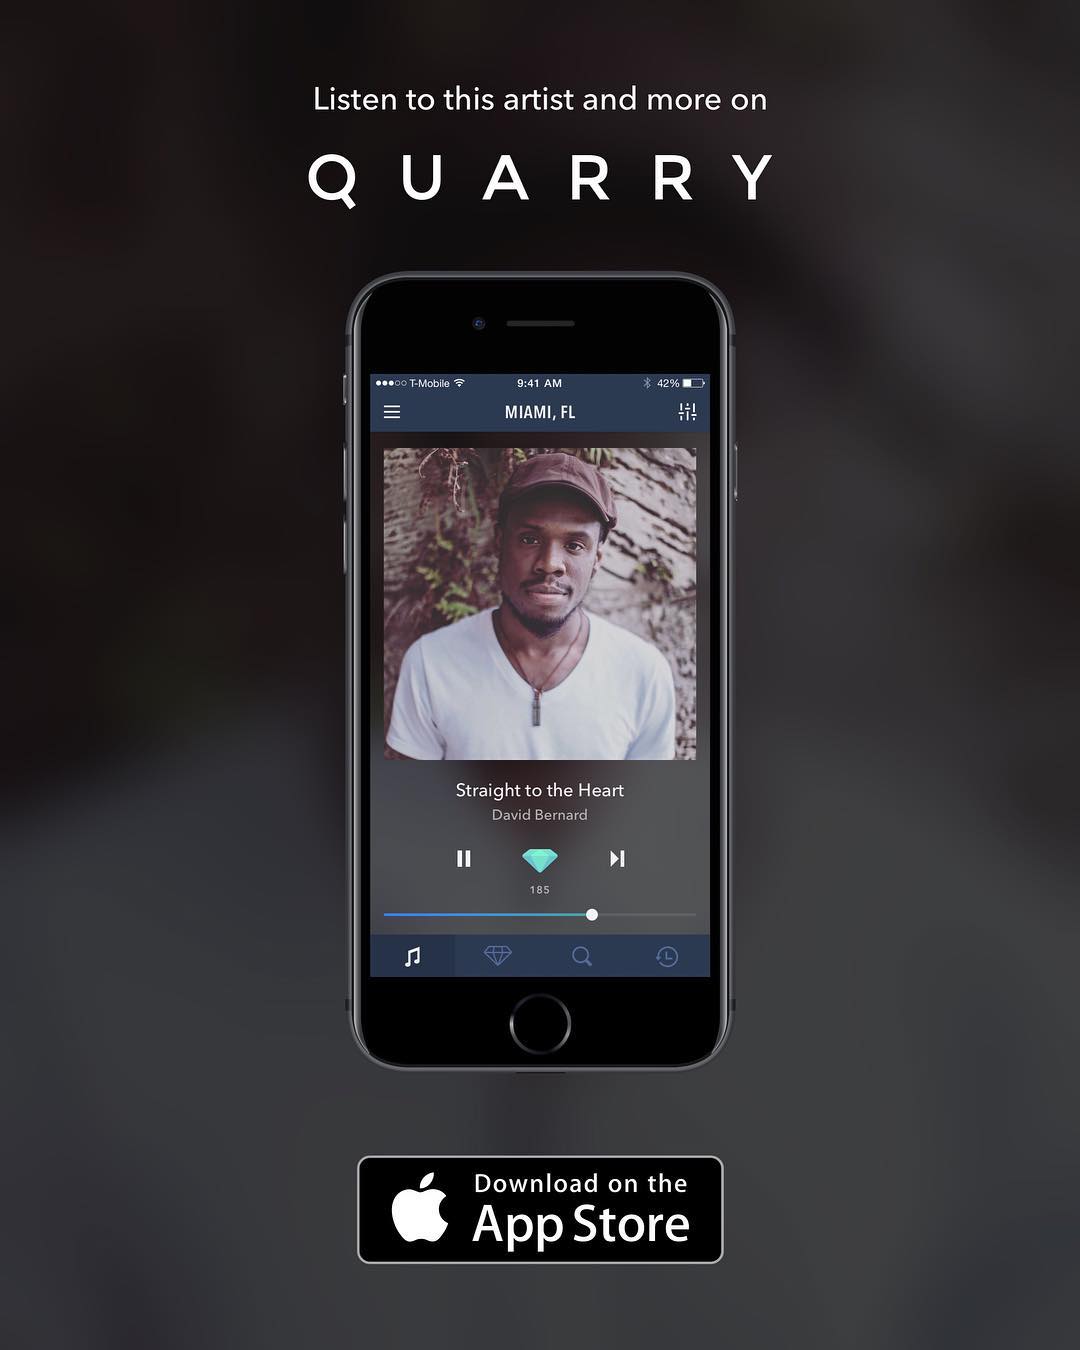 Listen to this artist and more on
QUARRY
T-Mobile 9:41 AM 42%
MIAMI, FL
Straight to the Heart
David Bernard
185
Download on the
App Store